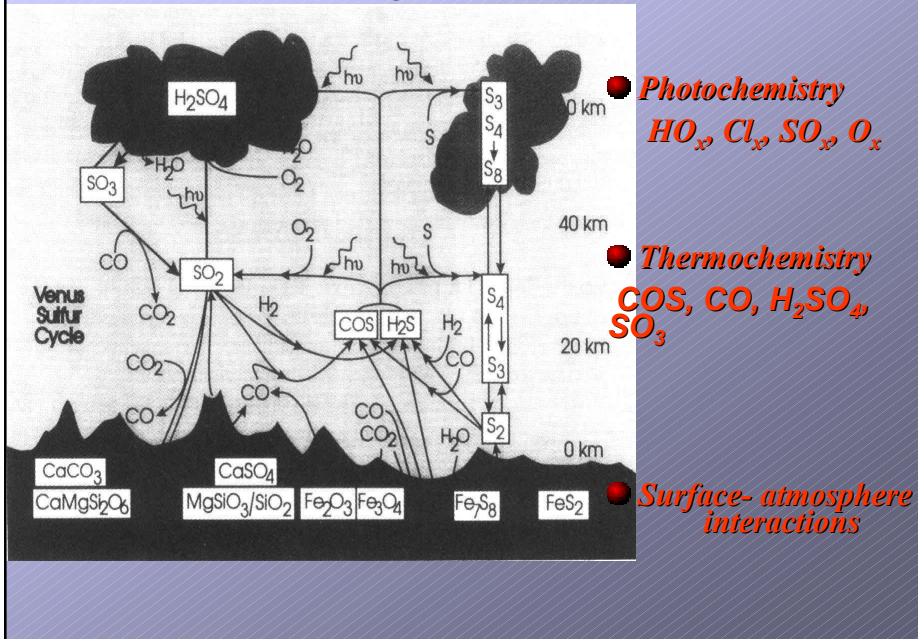 hν hν
H₂SO₄
S₃
S₄
S₈
0 km
S
H₂O
₂O
O₂
SO₃
hν
40 km
O₂
S
hν hν
CO
SO₂
Venus
Sulfur
Cycle
CO₂
H₂
COS H₂S
H₂
S₄
S₃
20 km
CO
CO₂
CO
CO
CO
CO₂
H₂O
S₂
0 km
CaCO₃
CaMgSi₂O₆
CaSO₄
MgSiO₃/SiO₂
Fe₂O₃ Fe₃O₄
Fe₇S₈
FeS₂
Photochemistry
HOₓ, Clₓ, SOₓ, Oₓ
Thermochemistry
COS, CO, H₂SO₄,
SO₃
Surface- atmosphere
interactions